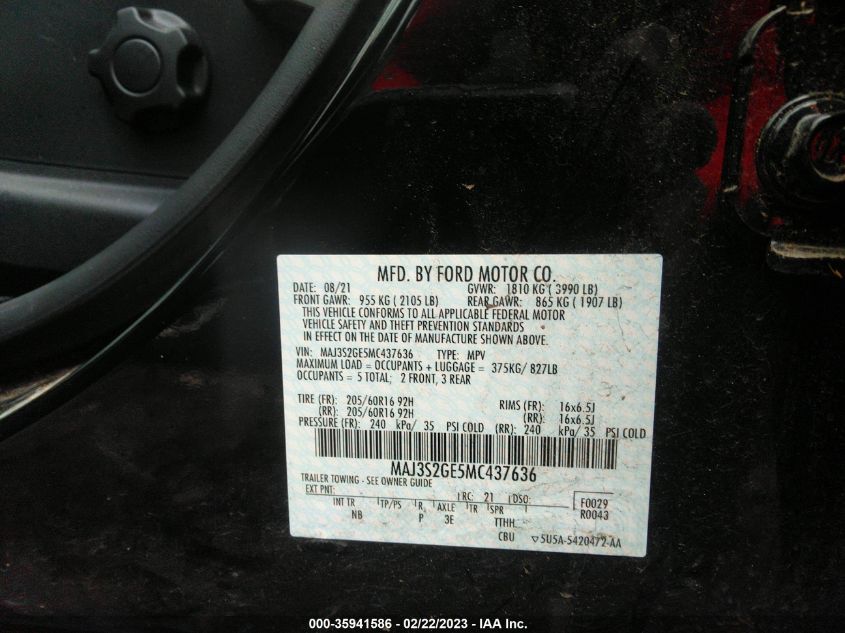 MFD. BY FORD MOTOR CO.
DATE: 08/21 GVWR: 1810 KG ( 3990 LB)
FRONT GAWR: 955 KG ( 2105 LB) REAR GAWR: 865 KG ( 1907 LB)
THIS VEHICLE CONFORMS TO ALL APPLICABLE FEDERAL MOTOR
VEHICLE SAFETY AND THEFT PREVENTION STANDARDS
IN EFFECT ON THE DATE OF MANUFACTURE SHOWN ABOVE.
VIN: MAJ3S2GE5MC437636 TYPE: MPV
MAXIMUM LOAD = OCCUPANTS + LUGGAGE = 375KG/ 827LB
OCCUPANTS = 5 TOTAL; 2 FRONT, 3 REAR
TIRE (FR): 205/60R16 92H RIMS (FR): 16x6.5J
(RR): 205/60R16 92H (RR): 16x6.5J
PRESSURE (FR): 240 kPa/ 35 PSI COLD (RR): 240 kPa/ 35 PSI COLD
MAJ3S2GE5MC437636
TRAILER TOWING - SEE OWNER GUIDE
EXT PNT: RC: 21 DSO: F0029
INT TR TP/PS R AXLE TR SPR R0043
NB P 3E TTHH
CBU 5U5A-5420472-AA
000-35941586 - 02/22/2023 - IAA Inc.